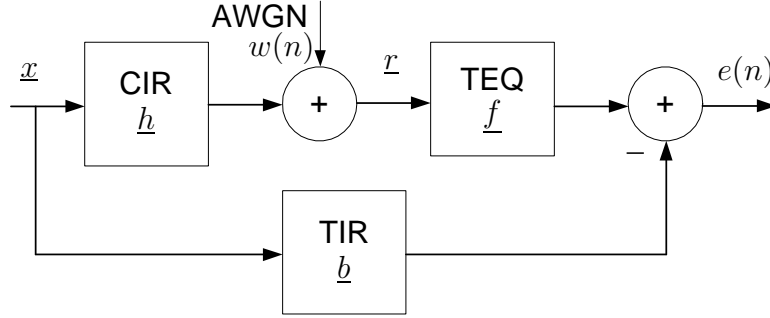 AWGN
w(n)
x
CIR
h
+
r
TEQ
f
+
e(n)
−
TIR
b